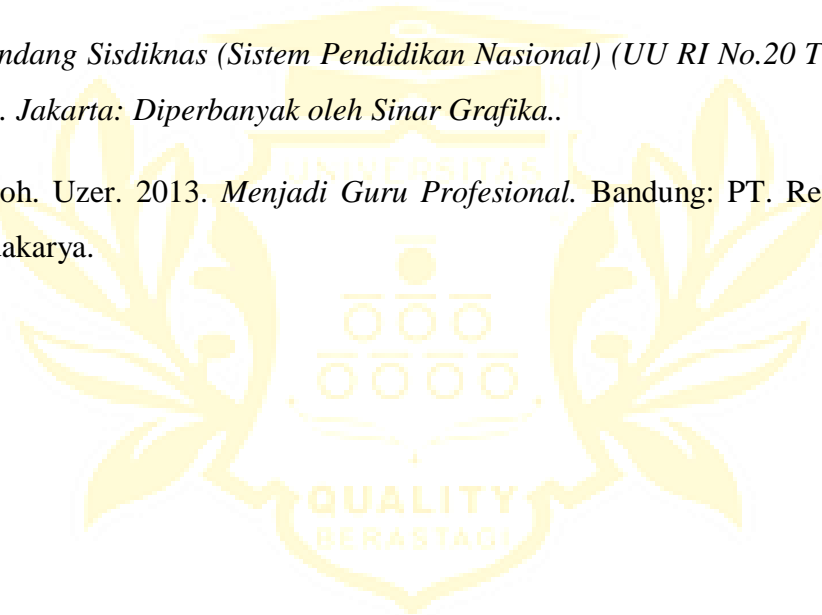 ndang Sisdiknas (Sistem Pendidikan Nasional) (UU RI No.20 T
. Jakarta: Diperbanyak oleh Sinar Grafika..
UNIVERSITAS
oh. Uzer. 2013. Menjadi Guru Profesional. Bandung: PT. Re
akarya.
QUALITY
BERASTAGI